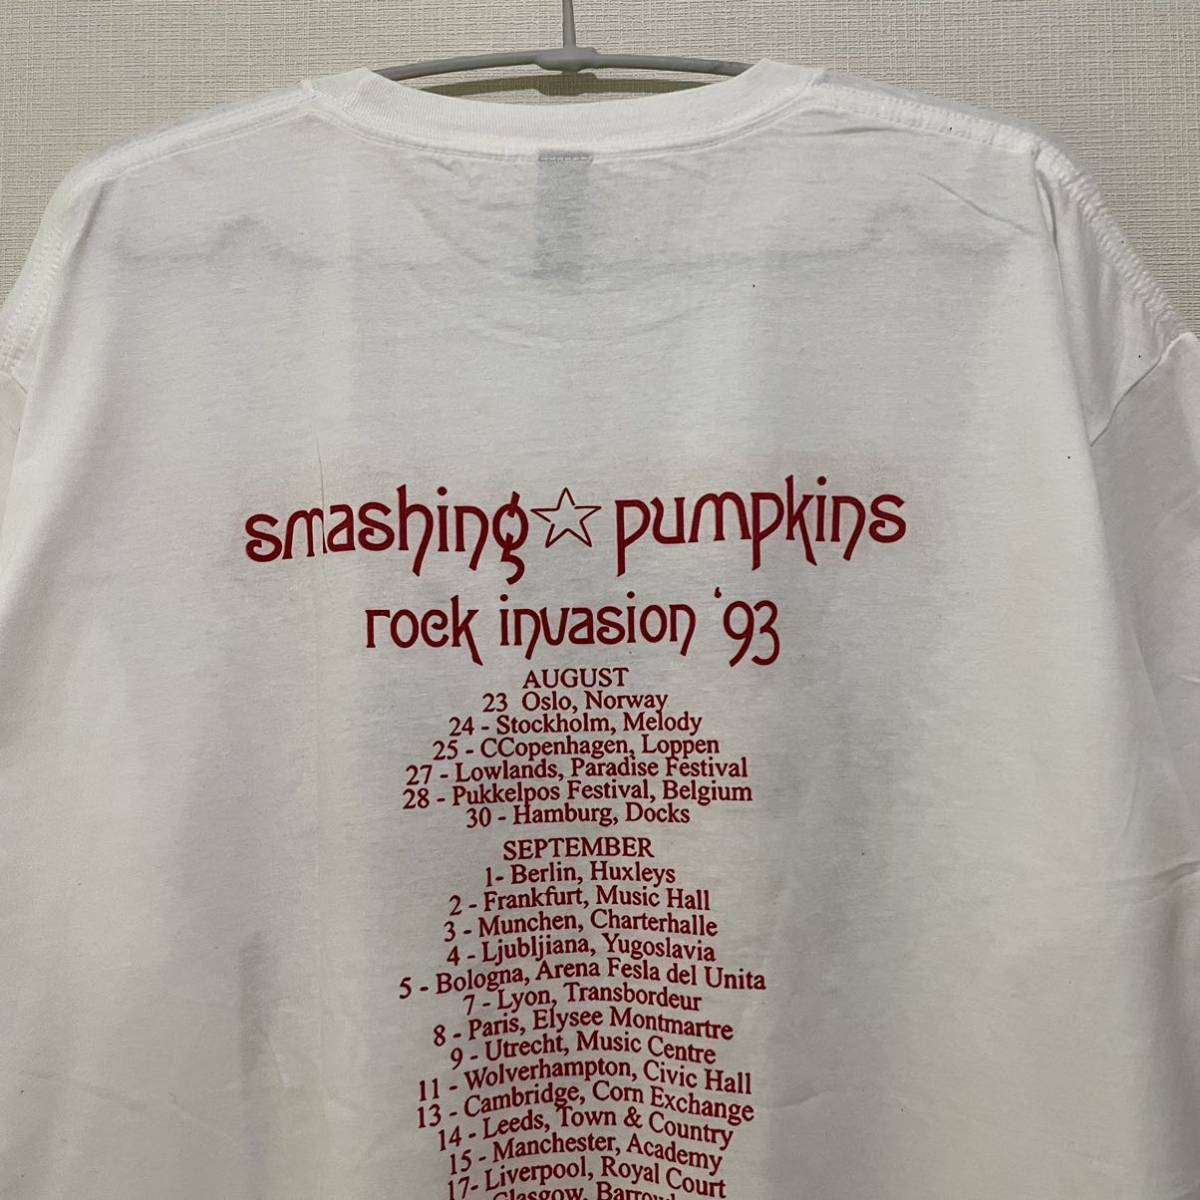 smashing☆pumpkins
rock invasion '93
AUGUST
23 Oslo, Norway
24 - Stockholm, Melody
25 - CCopenhagen, Loppen
27 - Lowlands, Paradise Festival
28 - Pukkelpos Festival, Belgium
30 - Hamburg, Docks
SEPTEMBER
1- Berlin, Huxleys
2 - Frankfurt, Music Hall
3 - Munchen, Charterhalle
4 - Ljubljiana, Yugoslavia
5 - Bologna, Arena Fesla del Unita
7 - Lyon, Transbordeur
8 - Paris, Elysee Montmartre
9 - Utrecht, Music Centre
11 - Wolverhampton, Civic Hall
13 - Cambridge, Corn Exchange
14 - Leeds, Town & Country
15 - Manchester, Academy
17- Liverpool, Royal Court
Glasgow,